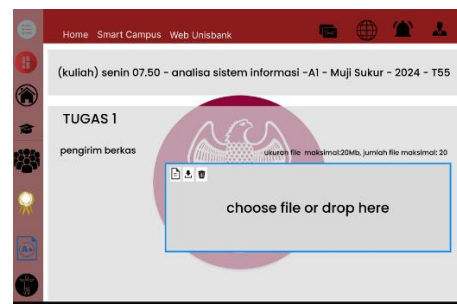 Home Smart Campus Web Unisbank
(kuliah) senin 07.50 - analisa sistem informasi -A1 - Muji Sukur - 2024 - T55
TUGAS 1
pengirim berkas
ukuran file maksimal:20Mb, jumlah file maksimal: 20
choose file or drop here
A+